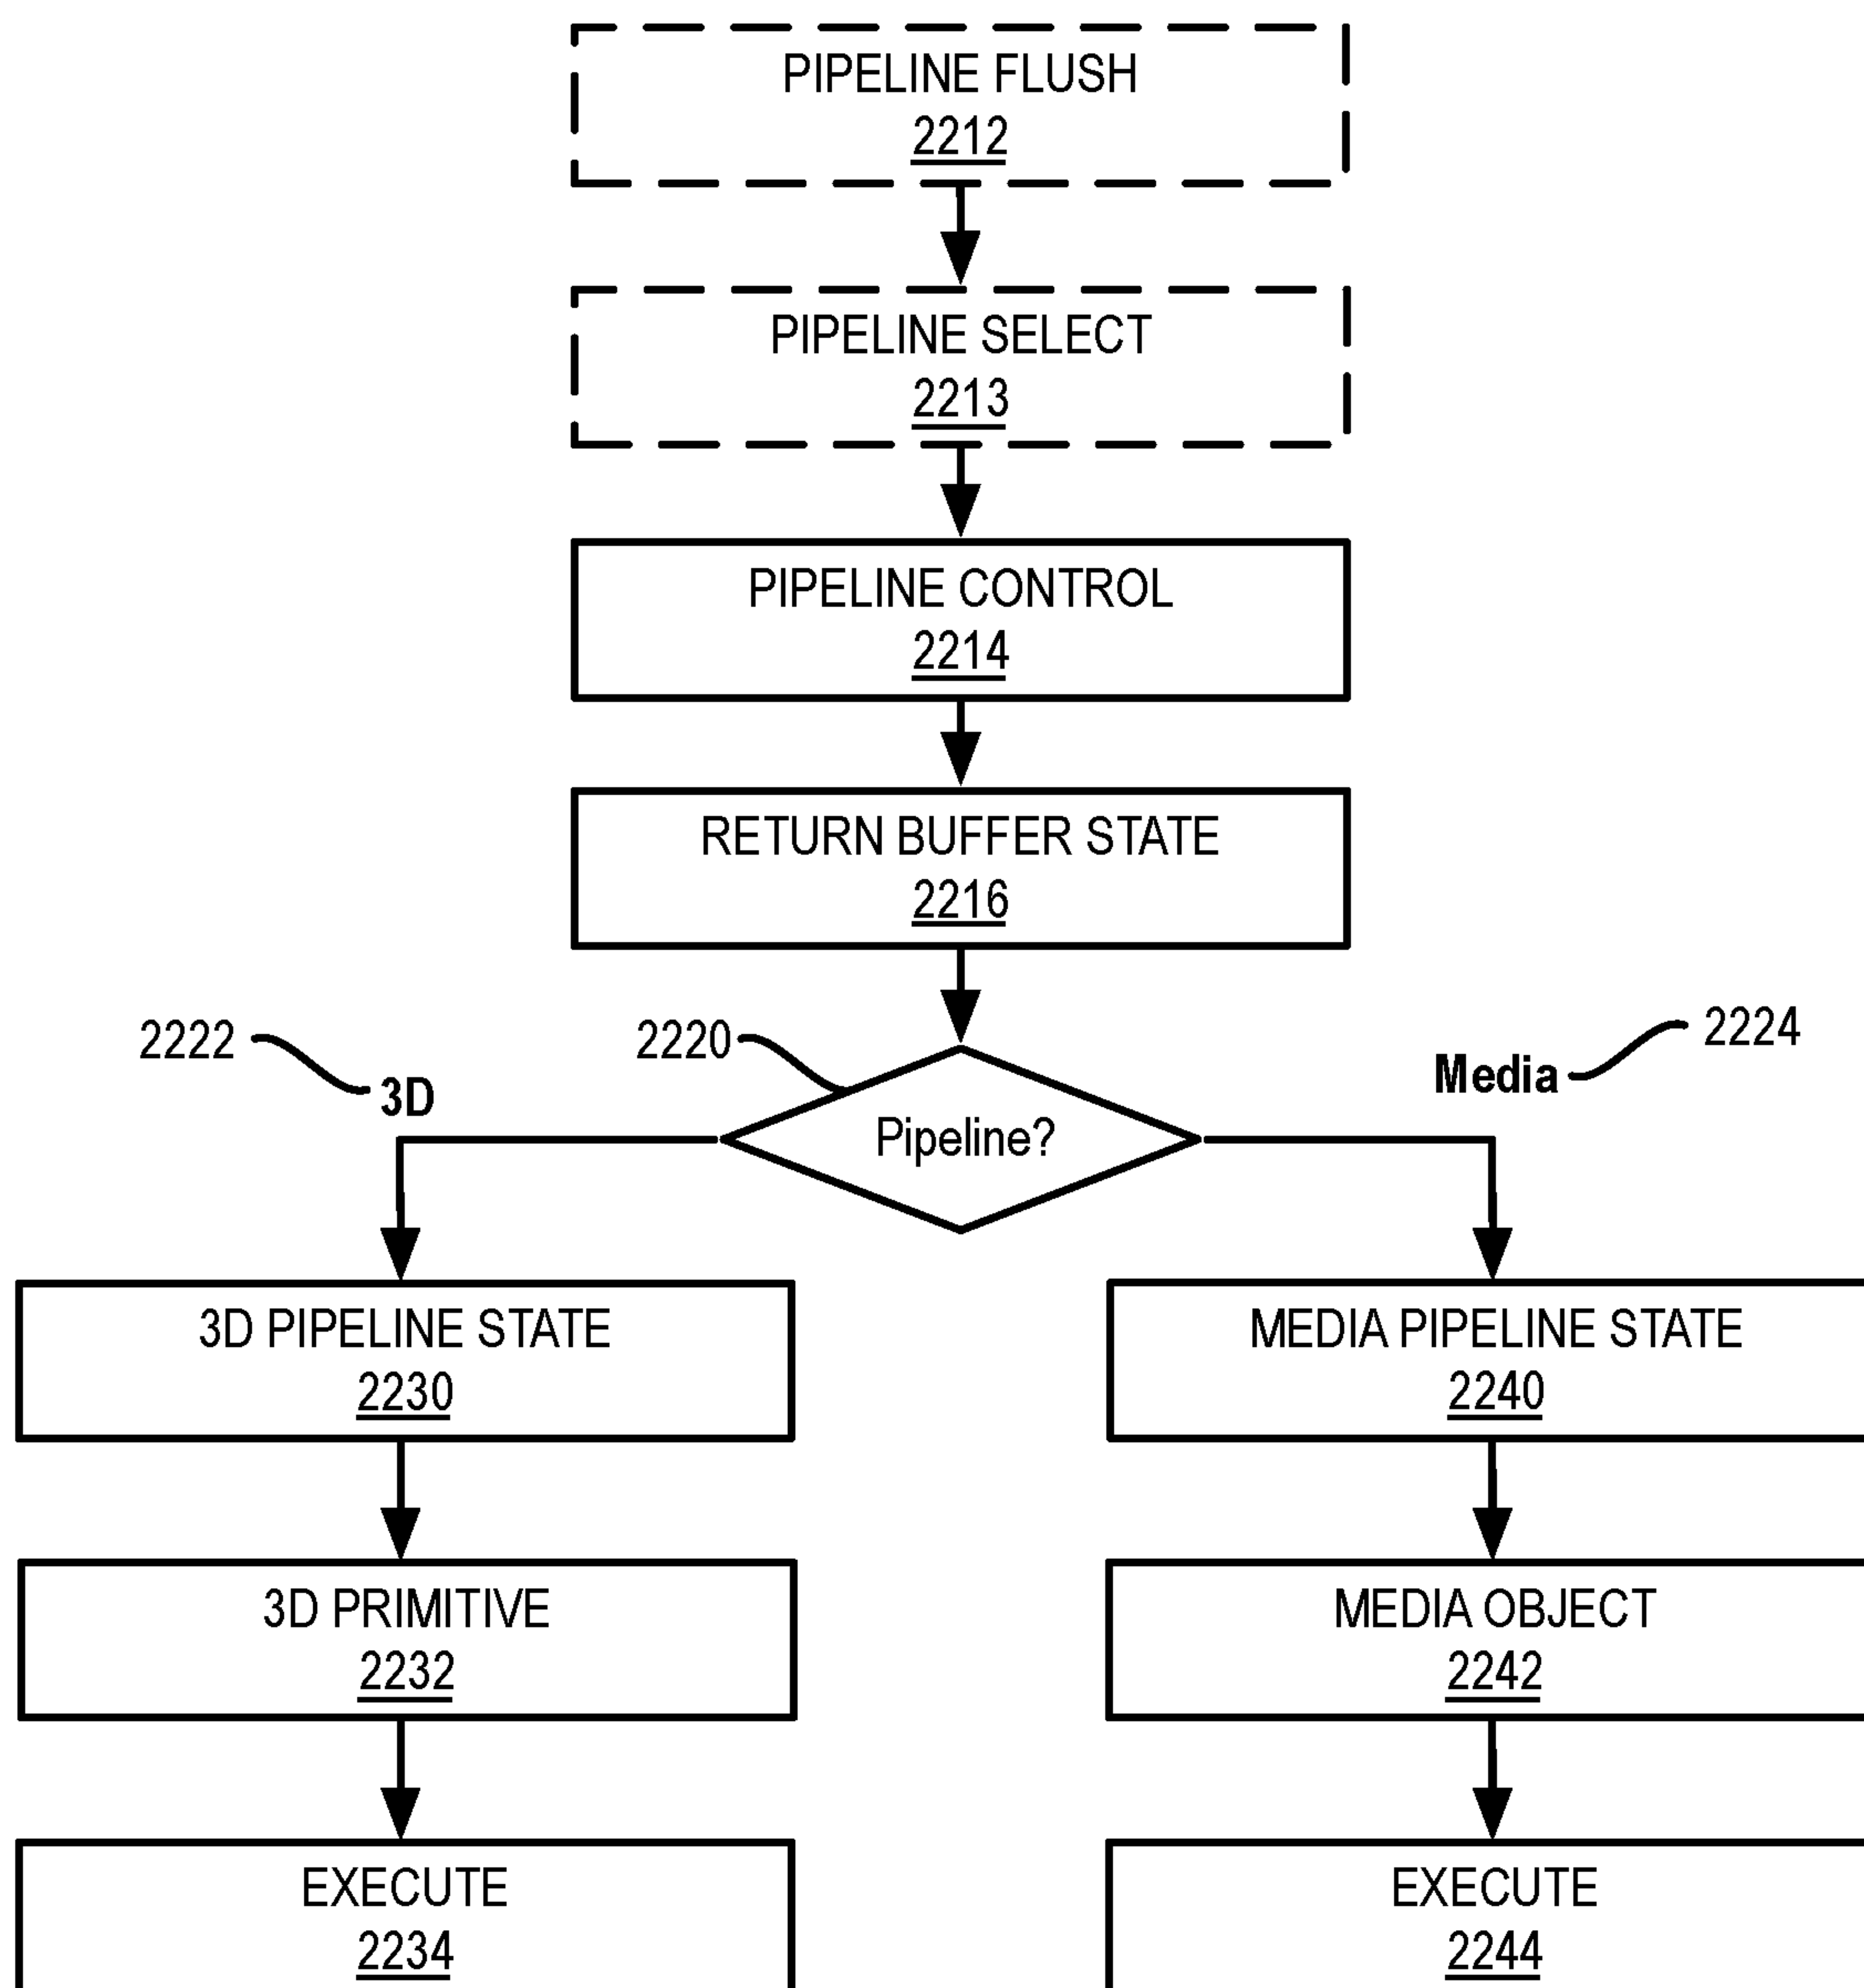 PIPELINE FLUSH
2212
PIPELINE SELECT
2213
PIPELINE CONTROL
2214
RETURN BUFFER STATE
2216
2222
3D
2220
Pipeline?
Media
2224
3D PIPELINE STATE
2230
MEDIA PIPELINE STATE
2240
3D PRIMITIVE
2232
MEDIA OBJECT
2242
EXECUTE
2234
EXECUTE
2244